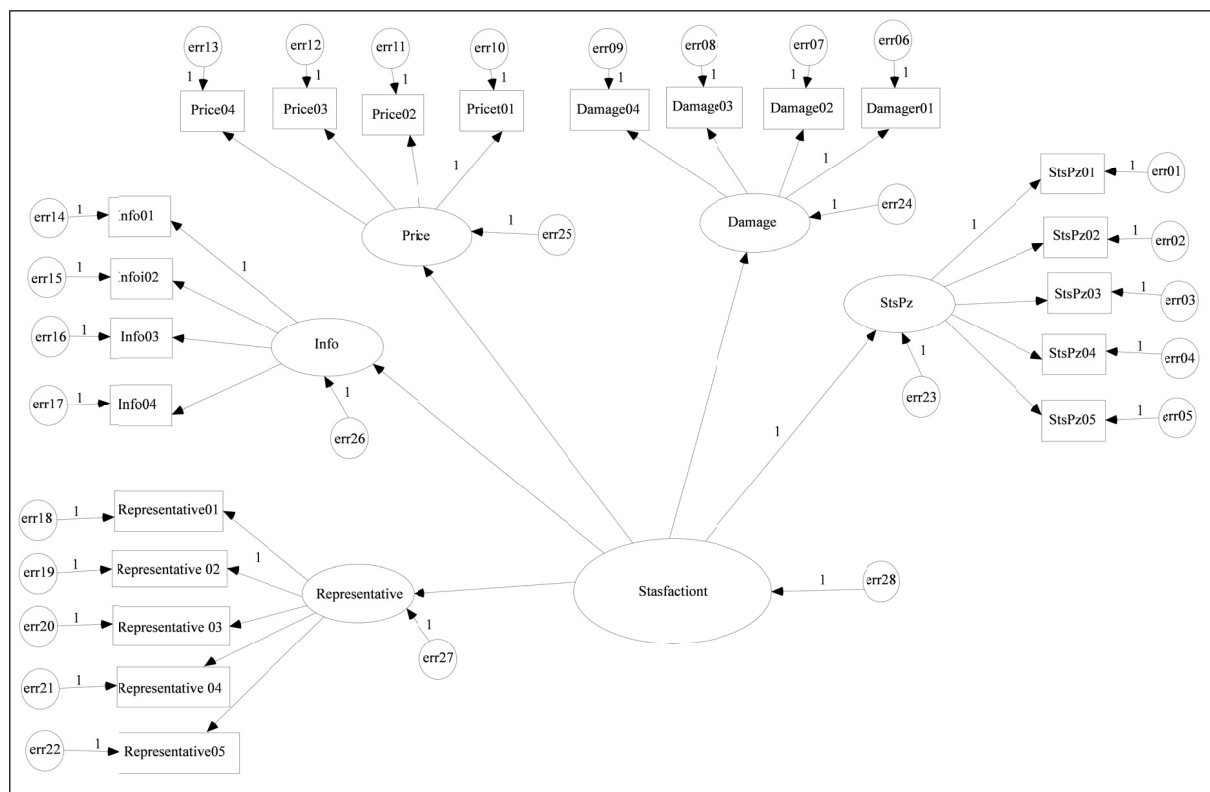 err13
err12
err11
err10
err09
err08
err07
err06
1
1
1
1
1
1
1
1
Price04
Price03
Price02
Pricet01
Damage04
Damage03
Damage02
Damager01
1
1
StsPz01
1
err01
err14
1
Info01
Price
1
err25
Damage
err24
1
1
StsPz02
1
err02
err15
1
Infoi02
1
StsPz
StsPz03
1
err03
err16
1
Info03
Info
StsPz04
1
err04
err17
1
Info04
1
err26
1
err23
StsPz05
1
err05
1
err18
1
Representative01
err19
1
Representative 02
1
Representative
Stasfactiont
1
err28
err20
1
Representative 03
1
err27
err21
1
Representative 04
err22
1
Representative05